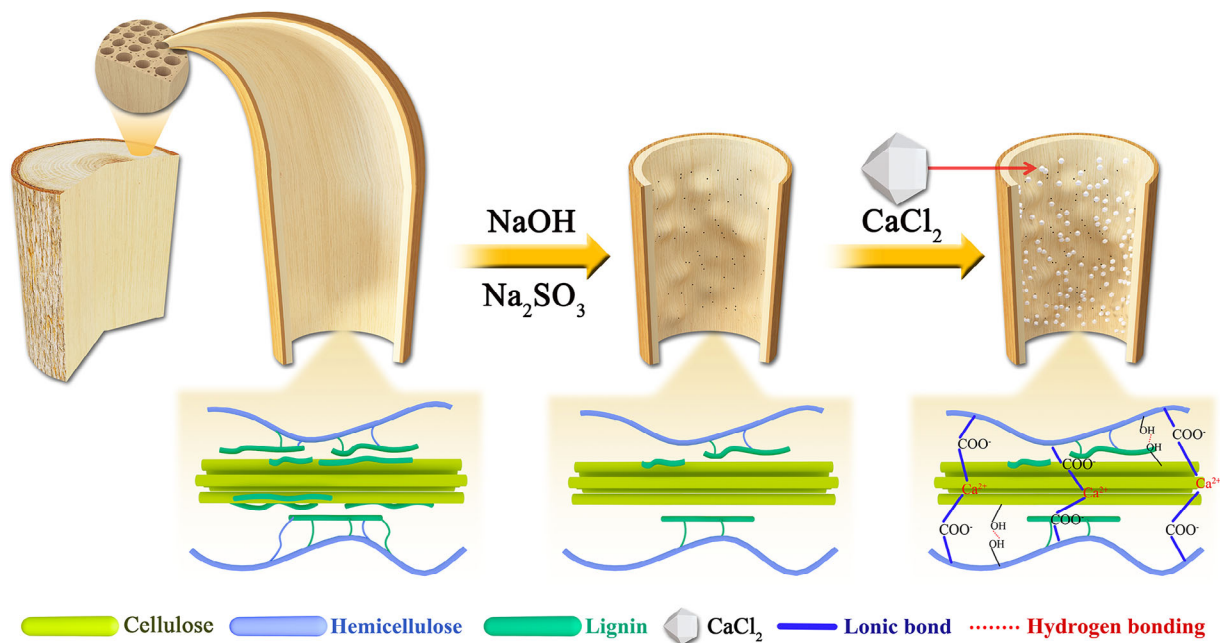 NaOH
Na₂SO₃
CaCl₂
COO⁻
COO⁻
Ca²⁺
COO⁻
Ca²⁺
COO⁻
OH
OH
OH
OH
COO⁻
Ca²⁺
COO⁻
Cellulose
Hemicellulose
Lignin
CaCl₂
Lonic bond
Hydrogen bonding